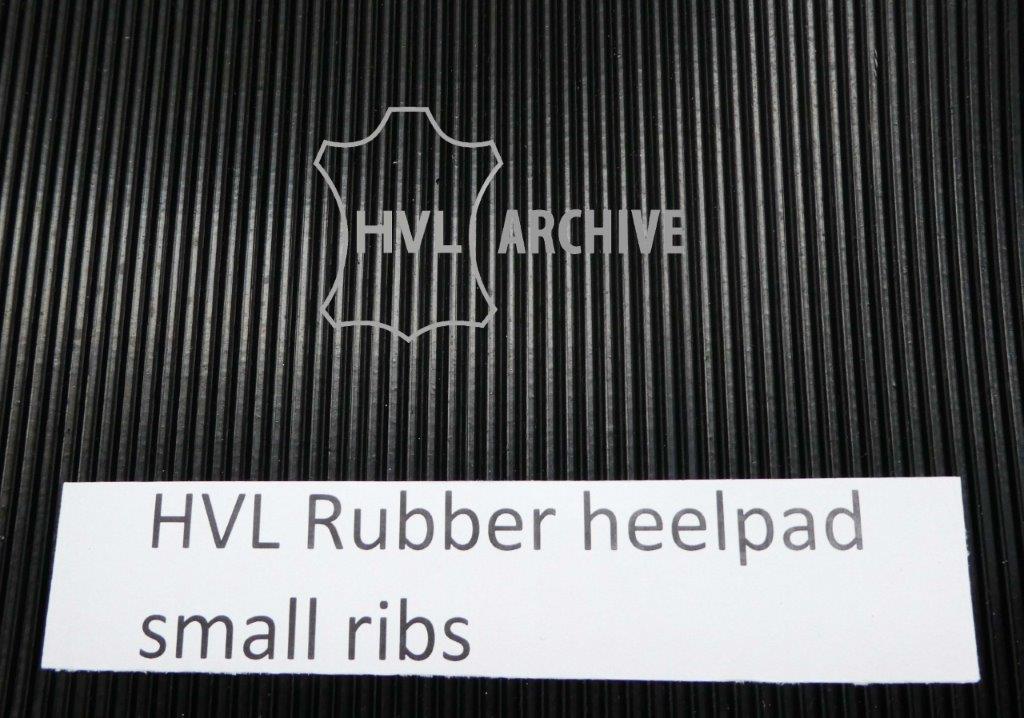 HVL ARCHIVE
HVL Rubber heelpad
small ribs